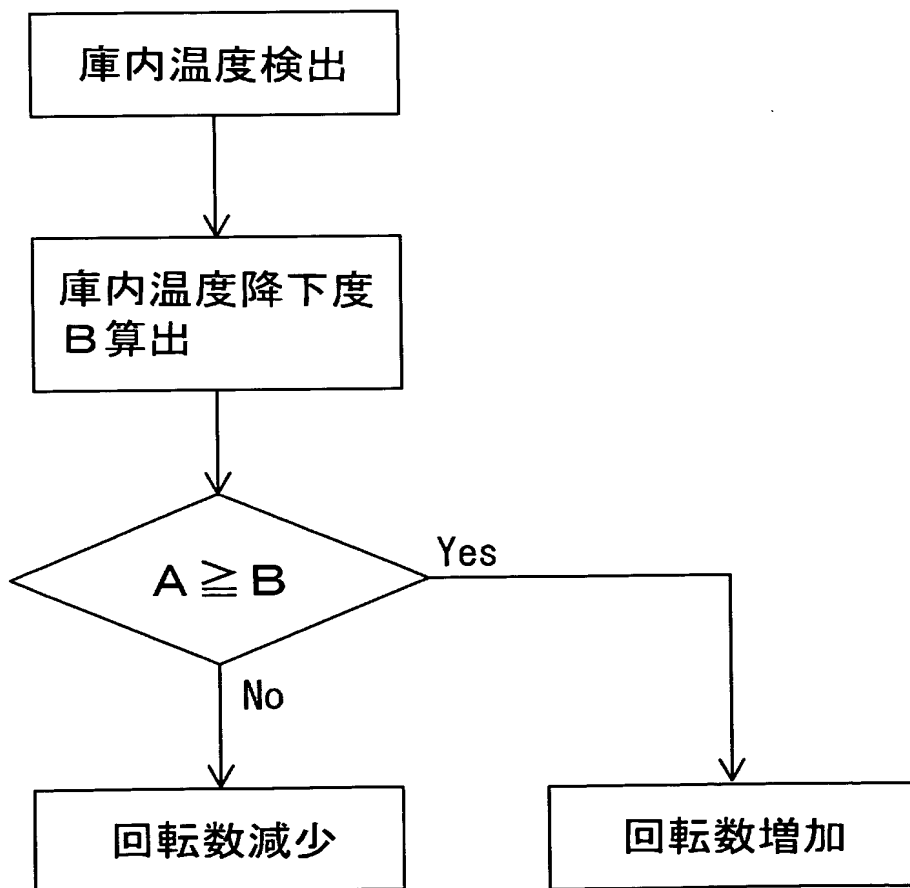 庫内温度検出
庫内温度降下度
B算出
A≧B
Yes
No
回転数減少
回転数増加